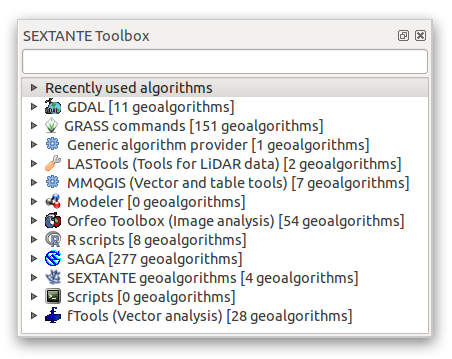 SEXTANTE Toolbox
Recently used algorithms
GDAL [11 geoalgorithms]
GRASS commands [151 geoalgorithms]
Generic algorithm provider [1 geoalgorithms]
LASTools (Tools for LiDAR data) [2 geoalgorithms]
MMQGIS (Vector and table tools) [7 geoalgorithms]
Modeler [0 geoalgorithms]
Orfeo Toolbox (Image analysis) [54 geoalgorithms]
R scripts [8 geoalgorithms]
SAGA [277 geoalgorithms]
SEXTANTE geoalgorithms [4 geoalgorithms]
Scripts [0 geoalgorithms]
fTools (Vector analysis) [28 geoalgorithms]